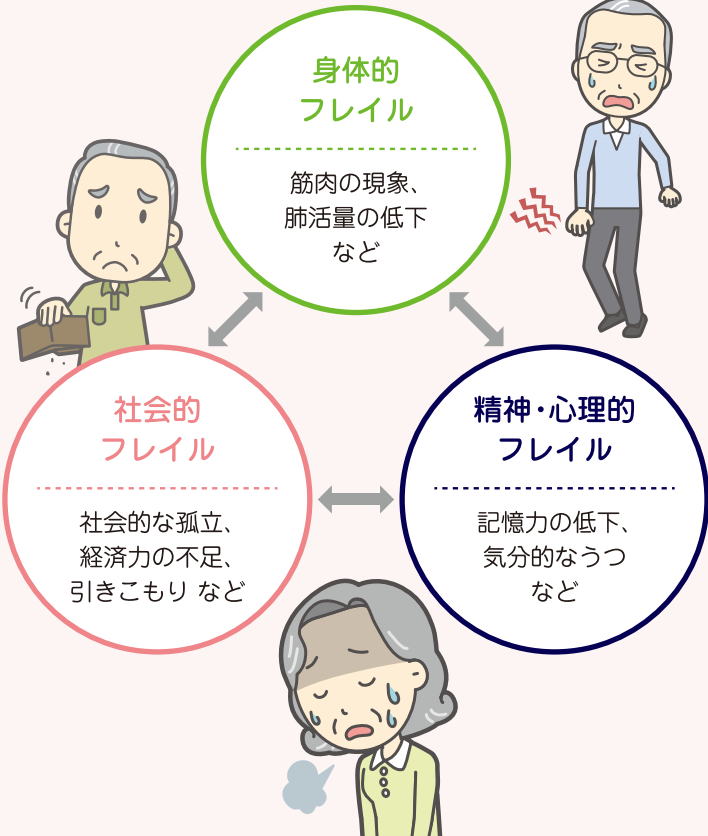 身体的
フレイル
筋肉の現象、
肺活量の低下
など
社会的
フレイル
社会的な孤立、
経済力の不足、
引きこもり など
精神・心理的
フレイル
記憶力の低下、
気分的なうつ
など